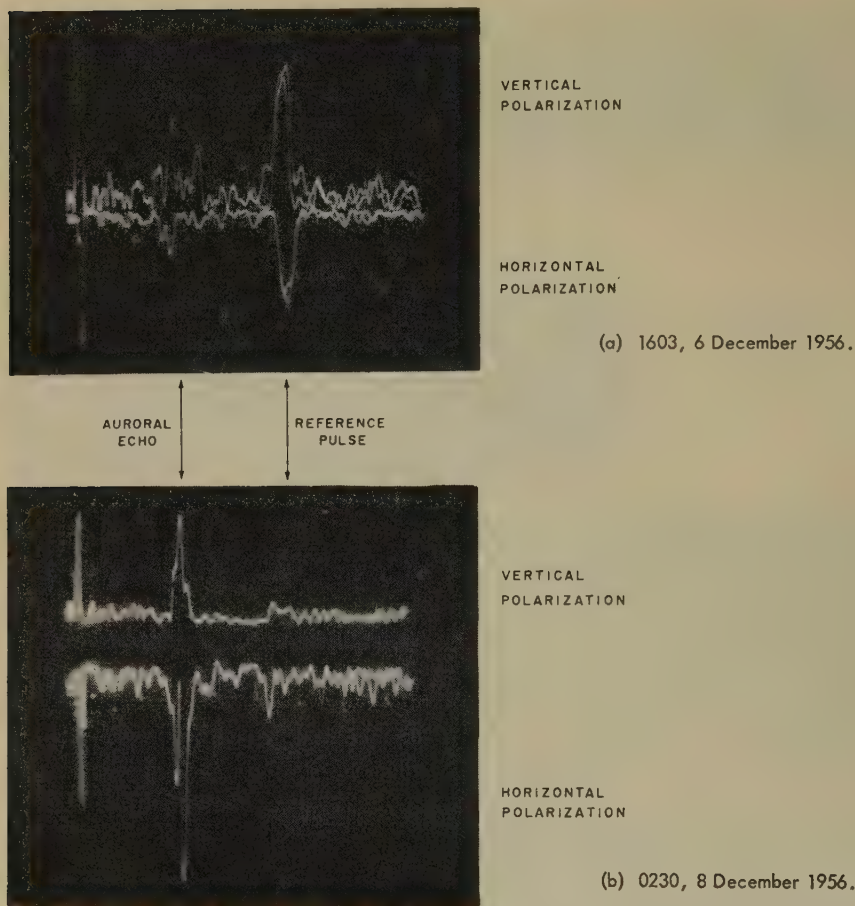 VERTICAL
POLARIZATION
HORIZONTAL
POLARIZATION
(a) 1603, 6 December 1956.
AURORAL
ECHO
REFERENCE
PULSE
VERTICAL
POLARIZATION
HORIZONTAL
POLARIZATION
(b) 0230, 8 December 1956.